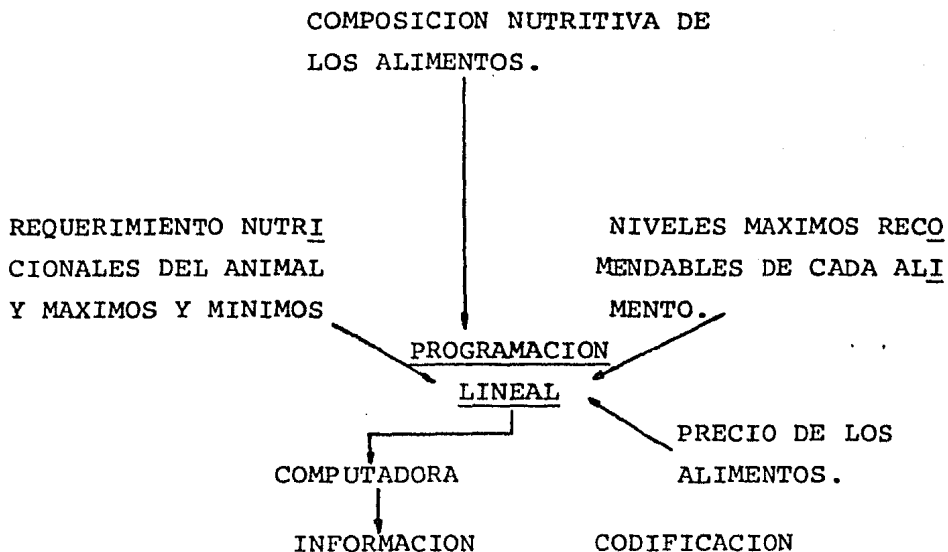 COMPOSICION NUTRITIVA DE
LOS ALIMENTOS.
REQUERIMIENTO NUTRI
CIONALES DEL ANIMAL
Y MAXIMOS Y MINIMOS
NIVELES MAXIMOS RECO
MENDABLES DE CADA ALI
MENTO.
PROGRAMACION
LINEAL
PRECIO DE LOS
ALIMENTOS.
COMPUTADORA
INFORMACION CODIFICACION